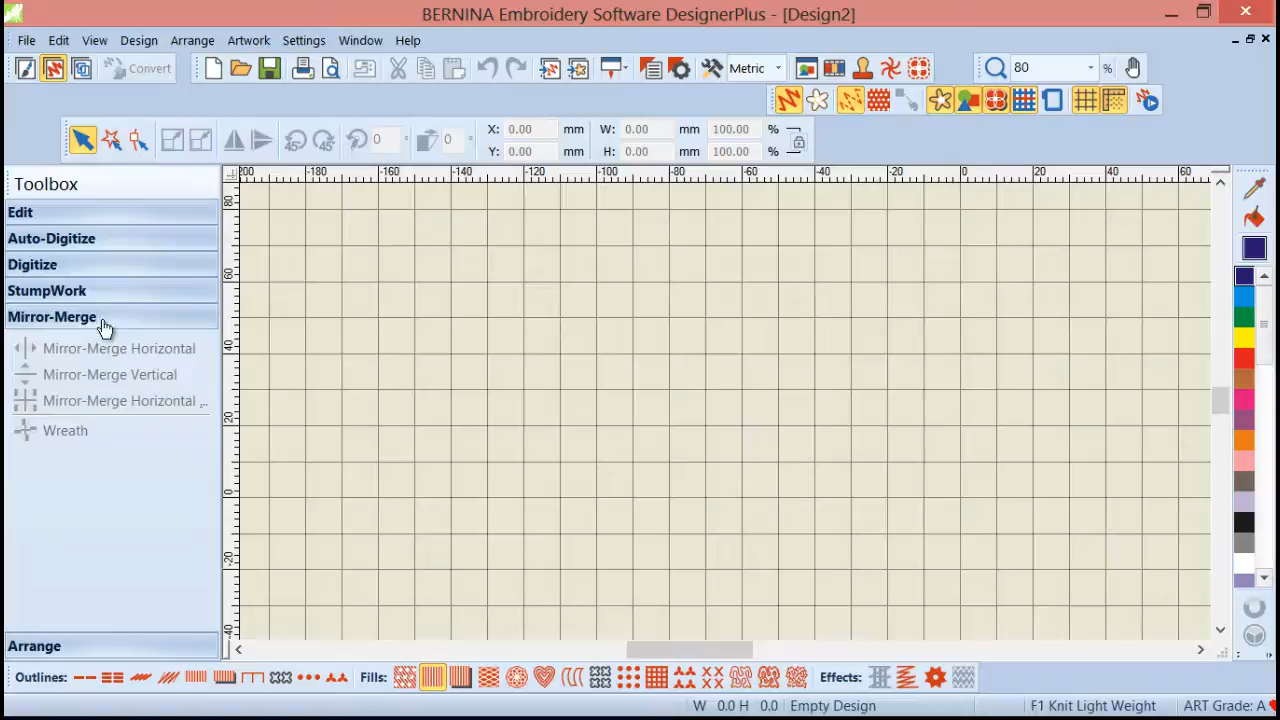 BERNINA Embroidery Software DesignerPlus - [Design2]
File Edit View Design Arrange Artwork Settings Window Help
Convert Metric 80 %
0 ° 0 ° X: 0.00 mm W: 0.00 mm 100.00 %
Y: 0.00 mm H: 0.00 mm 100.00 %
Toolbox
200 -180 -160 -140 -120 -100 -80 -60 -40 -20 0 20 40 60
80
60
40
20
0
-20
-40
Edit
Auto-Digitize
Digitize
StumpWork
Mirror-Merge
Mirror-Merge Horizontal
Mirror-Merge Vertical
Mirror-Merge Horizontal ...
Wreath
Arrange
Outlines: Fills: Effects:
W 0.0 H 0.0 Empty Design F1 Knit Light Weight ART Grade: A